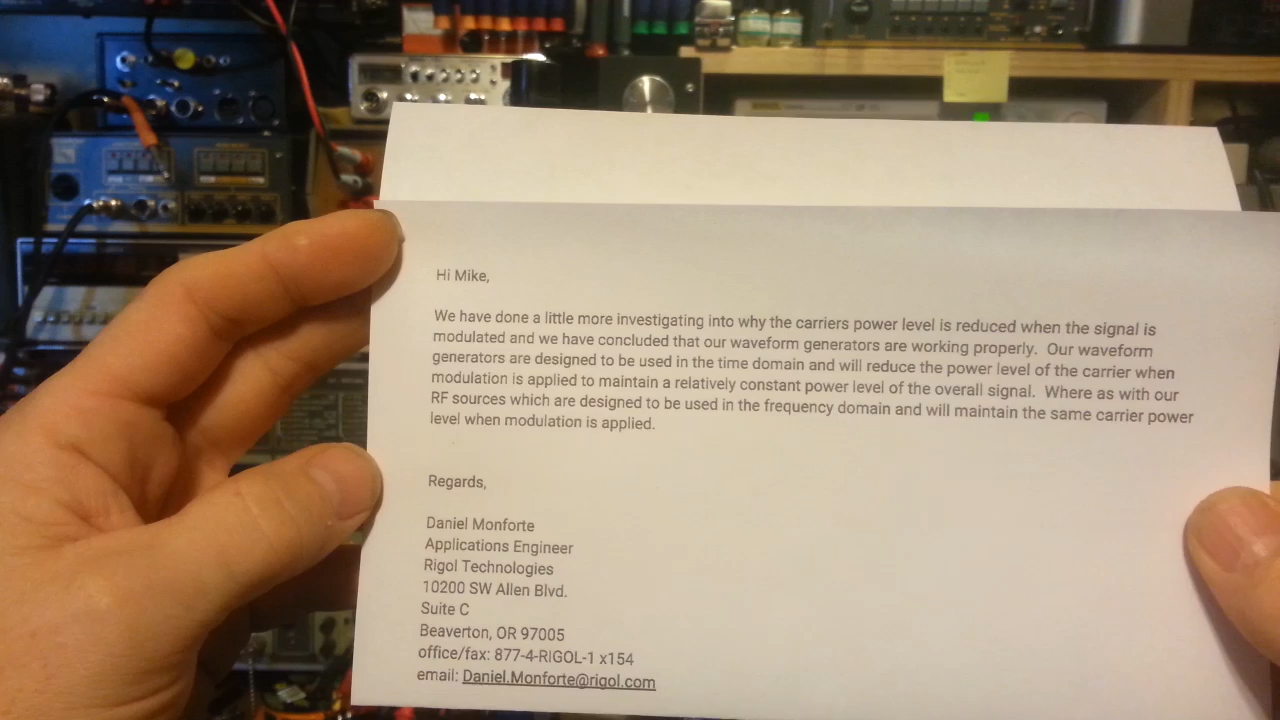 Hi Mike,
We have done a little more investigating into why the carriers power level is reduced when the signal is
modulated and we have concluded that our waveform generators are working properly. Our waveform
generators are designed to be used in the time domain and will reduce the power level of the carrier when
modulation is applied to maintain a relatively constant power level of the overall signal. Where as with our
RF sources which are designed to be used in the frequency domain and will maintain the same carrier power
level when modulation is applied.
Regards,
Daniel Monforte
Applications Engineer
Rigol Technologies
10200 SW Allen Blvd.
Suite C
Beaverton, OR 97005
office/fax: 877-4-RIGOL-1 x154
email: Daniel.Monforte@rigol.com